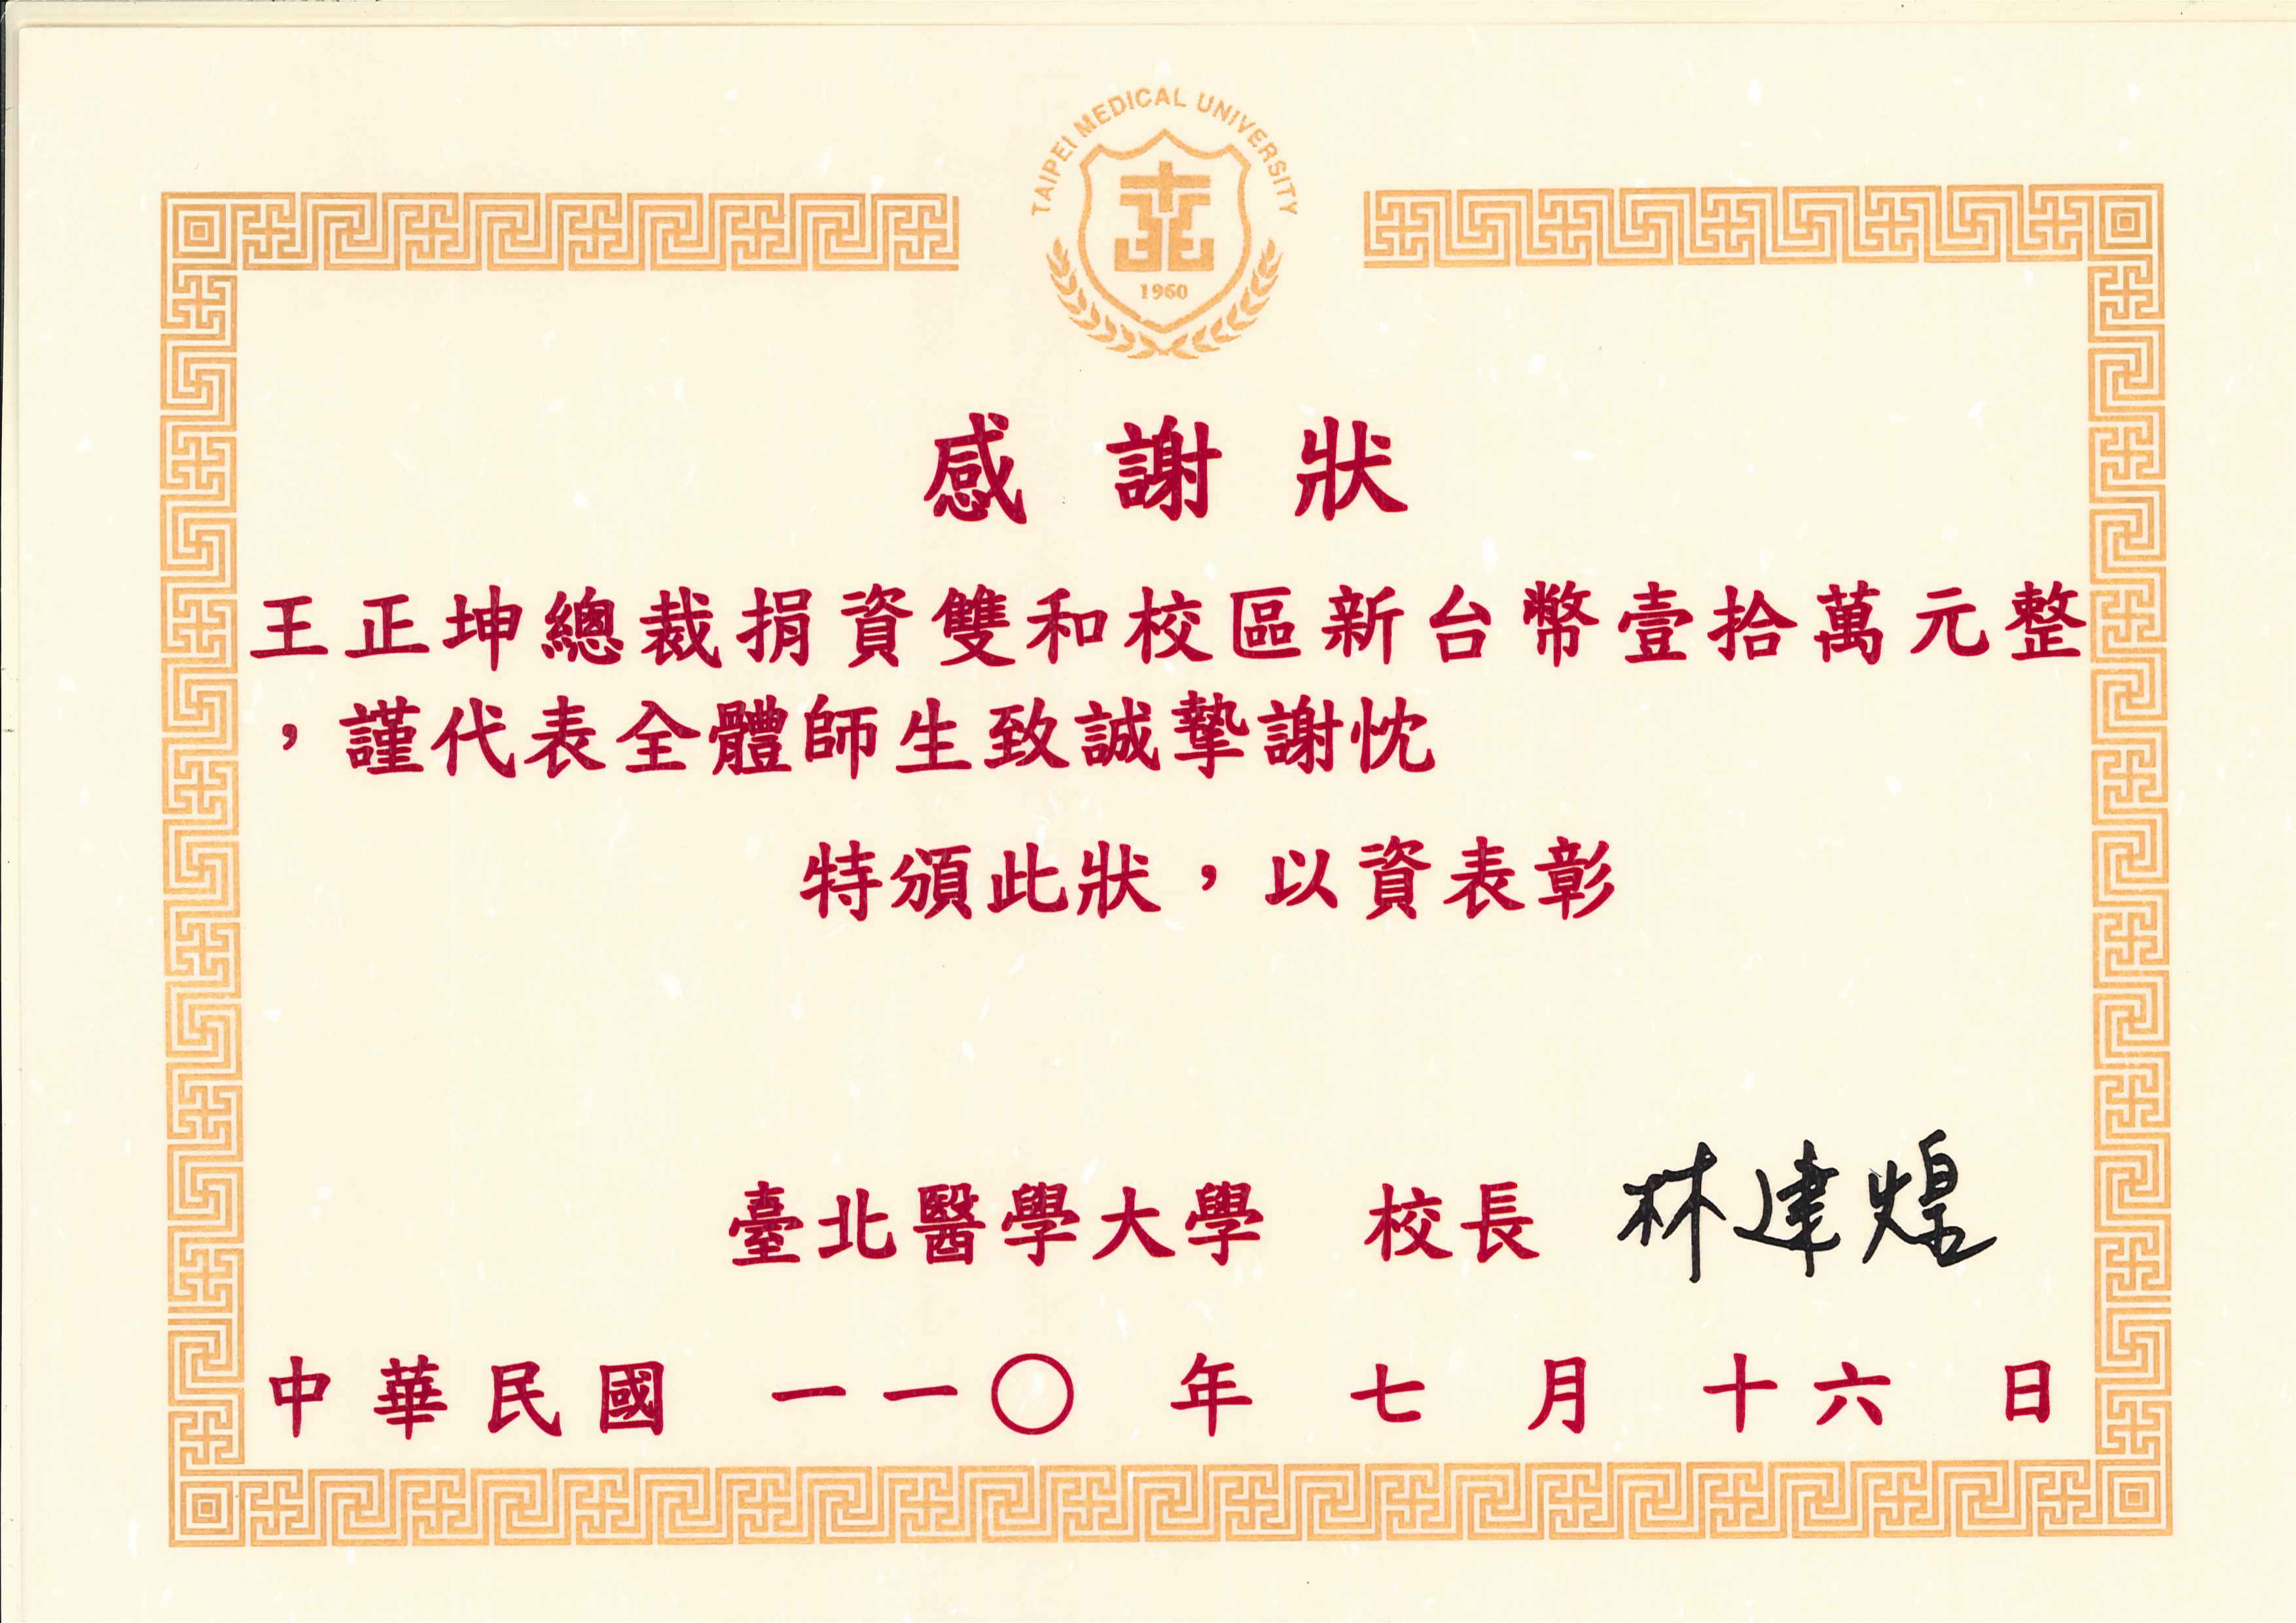 TAIPEI MEDICAL UNIVERSITY
1960
感謝狀
王正坤總裁捐資雙和校區新台幣壹拾萬元整
，謹代表全體師生致誠摯謝忱
特頒此狀，以資表彰
臺北醫學大學 校長 林建煌
中華民國 一一〇 年 七 月 十六 日